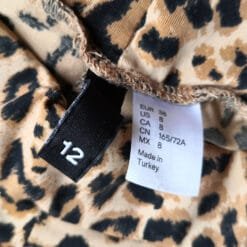 12
EUR 38
US 8
CA 8
CN 165/72A
MX 8
Made in
Turkey